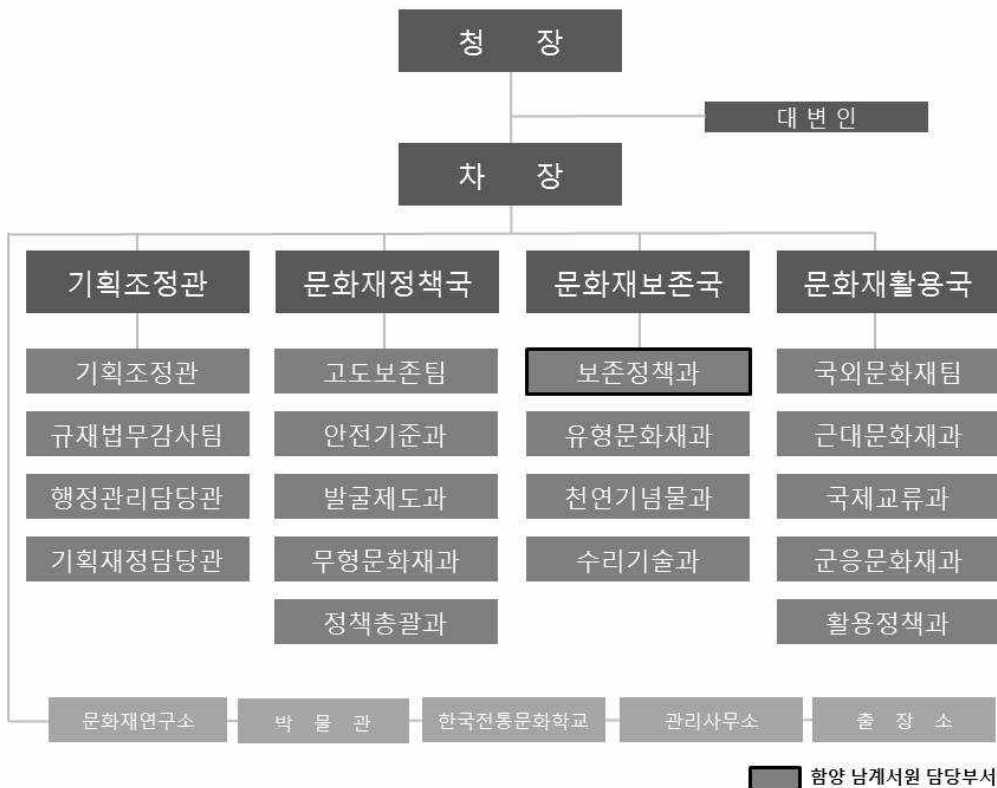 청 장
대 변 인
차 장
기획조정관 문화재정책국 문화재보존국 문화재활용국
기획조정관 고도보존팀 보존정책과 국외문화재팀
규재법무감사팀 안전기준과 유형문화재과 근대문화재과
행정관리담당관 발굴제도과 천연기념물과 국제교류과
기획재정담당관 무형문화재과 수리기술과 군응문화재과
정책총괄과 활용정책과
문화재연구소 박 물 관 한국전통문화학교 관리사무소 출 장 소
함양 남계서원 담당부서